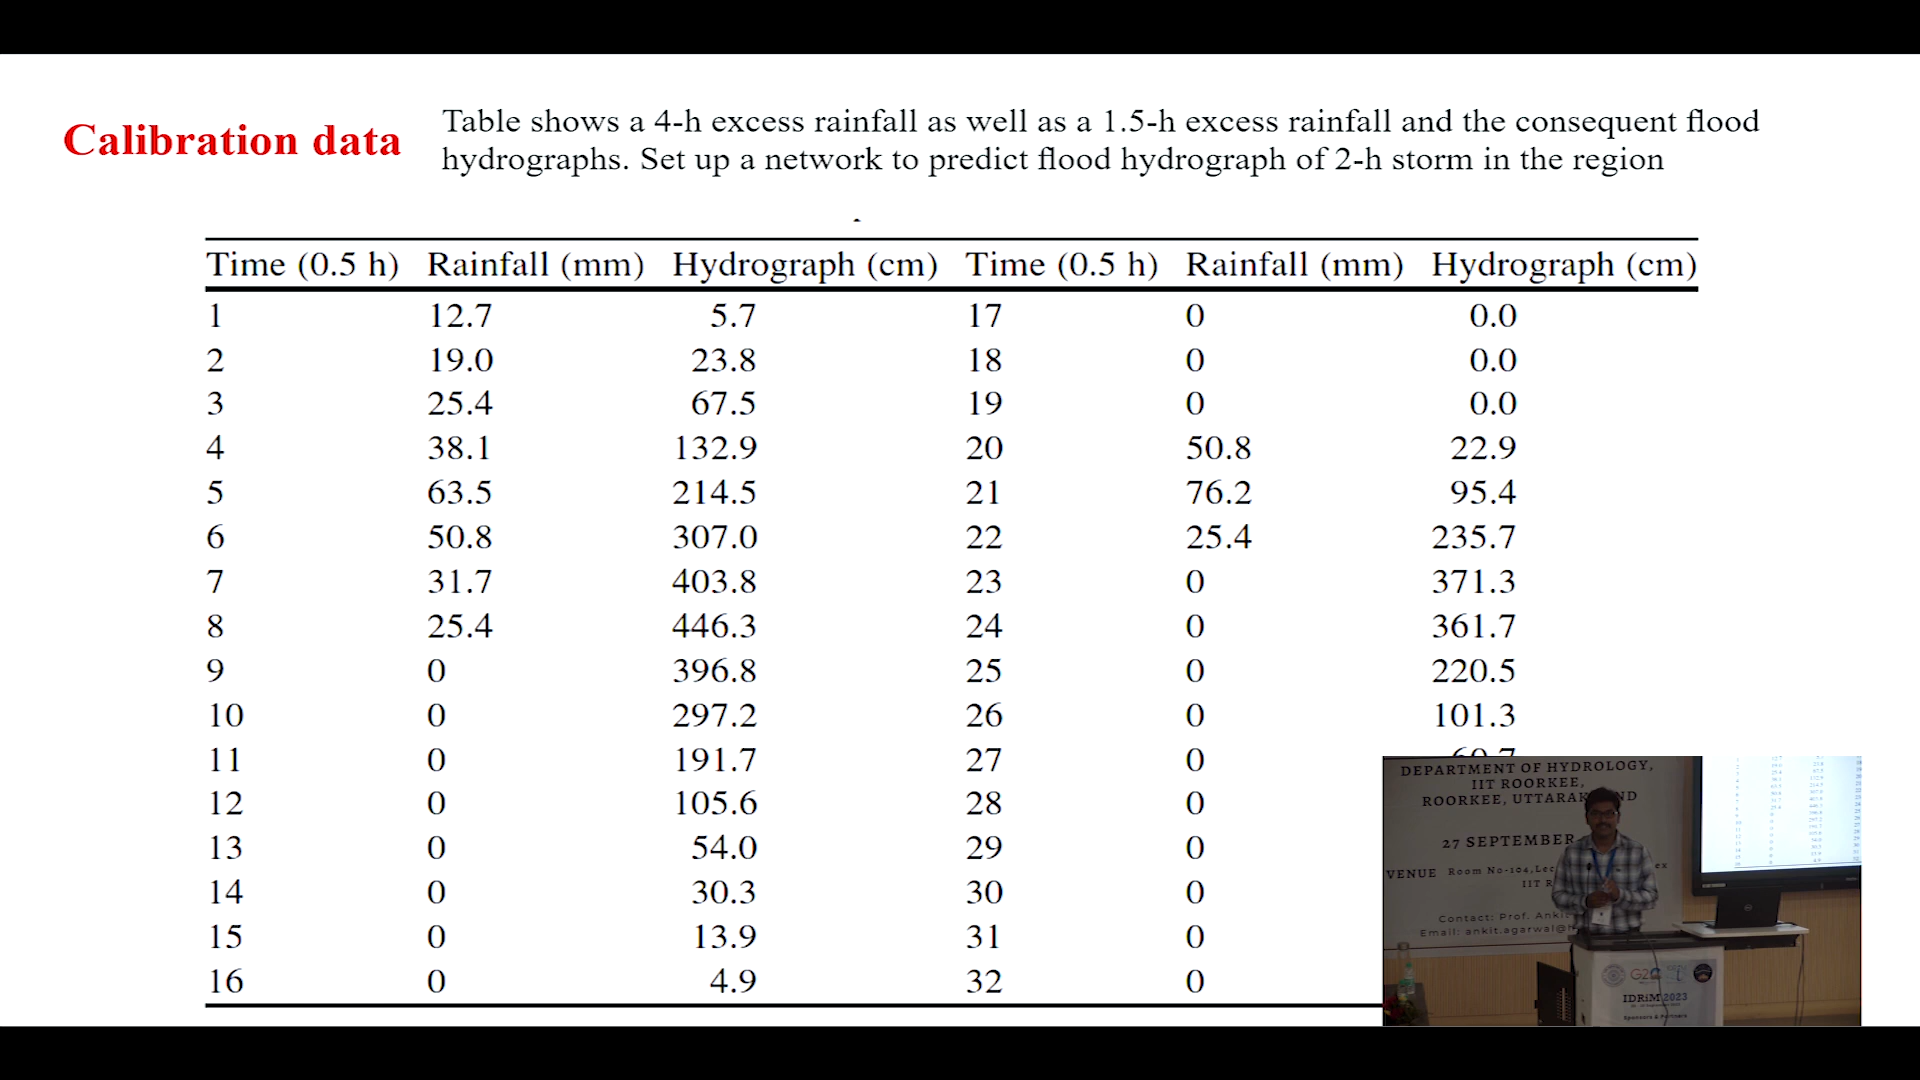 Calibration data
Table shows a 4-h excess rainfall as well as a 1.5-h excess rainfall and the consequent flood
hydrographs. Set up a network to predict flood hydrograph of 2-h storm in the region
Time (0.5 h) Rainfall (mm) Hydrograph (cm) Time (0.5 h) Rainfall (mm) Hydrograph (cm)
1 12.7 5.7 17 0 0.0
2 19.0 23.8 18 0 0.0
3 25.4 67.5 19 0 0.0
4 38.1 132.9 20 50.8 22.9
5 63.5 214.5 21 76.2 95.4
6 50.8 307.0 22 25.4 235.7
7 31.7 403.8 23 0 371.3
8 25.4 446.3 24 0 361.7
9 0 396.8 25 0 220.5
10 0 297.2 26 0 101.3
11 0 191.7 27 0
12 0 105.6 28 0
13 0 54.0 29 0
14 0 30.3 30 0
15 0 13.9 31 0
16 0 4.9 32 0
DEPARTMENT OF HYDROLOGY,
IIT ROORKEE,
ROORKEE,
27 SEPTEMBER
VENUE Room No-104,
IIT
Contact: Prof. Ankit
Email:
IDRiM 2023
Sponsors & Partners